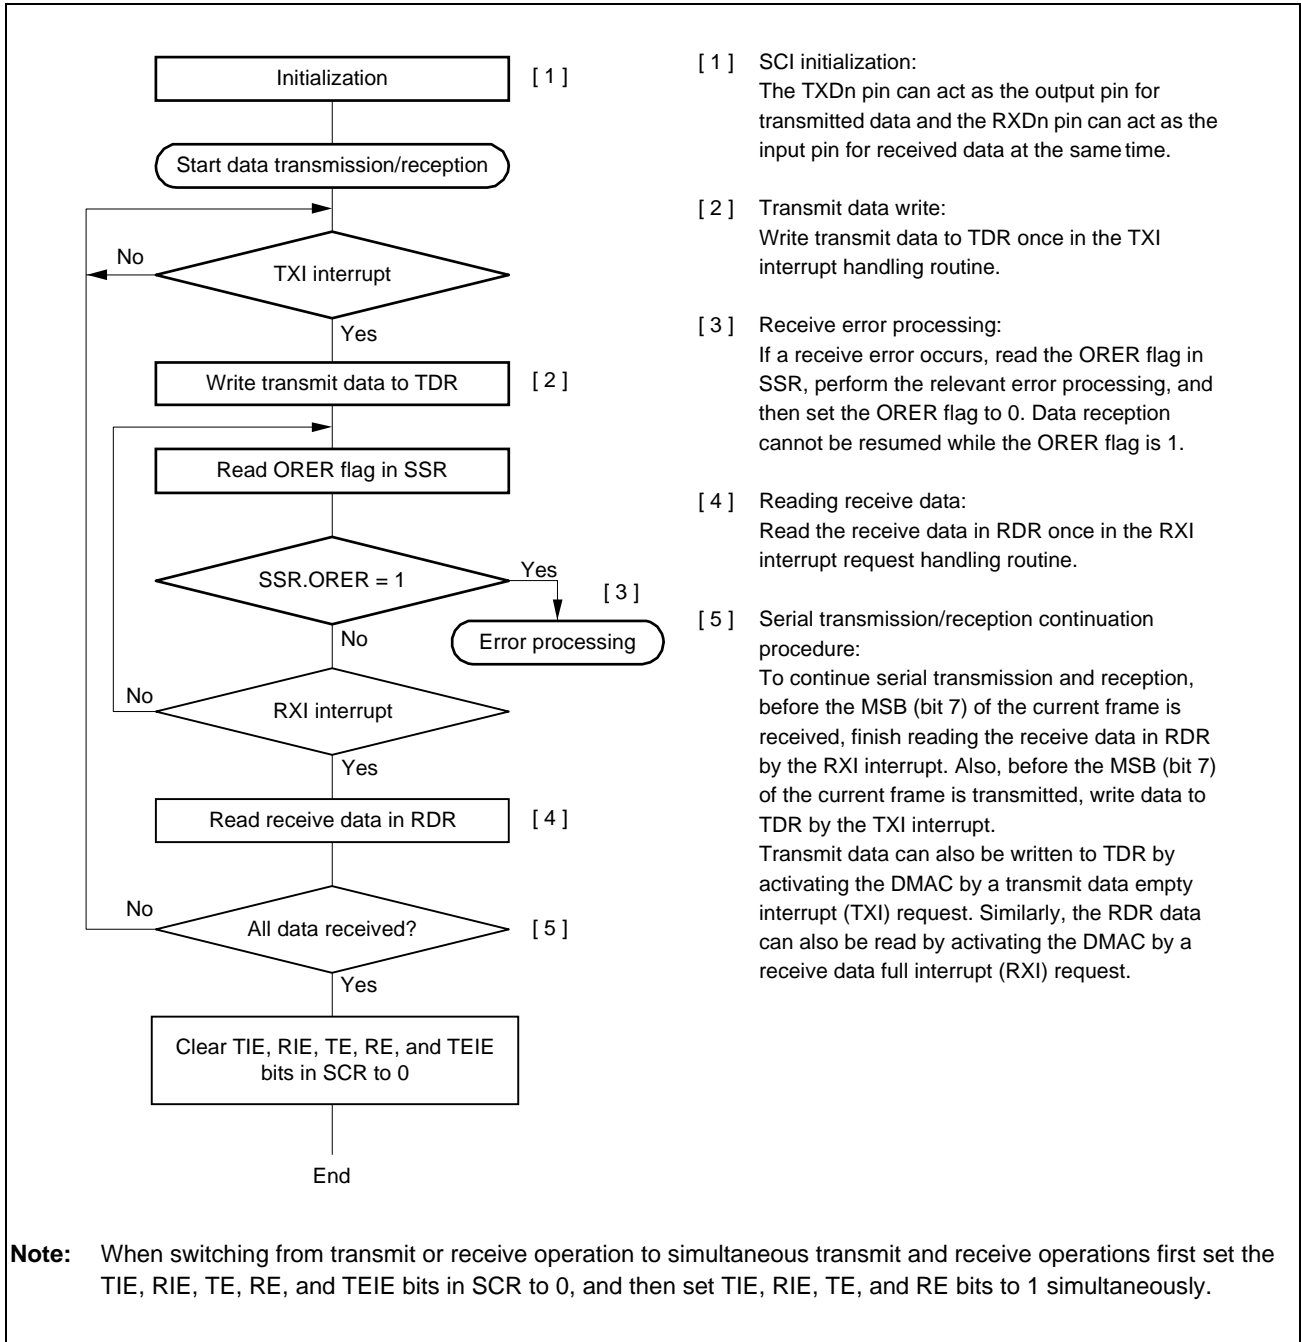 Initialization
[ 1 ]
Start data transmission/reception
No
TXI interrupt
Yes
Write transmit data to TDR
[ 2 ]
Read ORER flag in SSR
SSR.ORER = 1
Yes
[ 3 ]
Error processing
No
No
RXI interrupt
Yes
Read receive data in RDR
[ 4 ]
No
All data received?
[ 5 ]
Yes
Clear TIE, RIE, TE, RE, and TEIE
bits in SCR to 0
End
[ 1 ] SCI initialization:
The TXDn pin can act as the output pin for
transmitted data and the RXDn pin can act as the
input pin for received data at the same time.
[ 2 ] Transmit data write:
Write transmit data to TDR once in the TXI
interrupt handling routine.
[ 3 ] Receive error processing:
If a receive error occurs, read the ORER flag in
SSR, perform the relevant error processing, and
then set the ORER flag to 0. Data reception
cannot be resumed while the ORER flag is 1.
[ 4 ] Reading receive data:
Read the receive data in RDR once in the RXI
interrupt request handling routine.
[ 5 ] Serial transmission/reception continuation
procedure:
To continue serial transmission and reception,
before the MSB (bit 7) of the current frame is
received, finish reading the receive data in RDR
by the RXI interrupt. Also, before the MSB (bit 7)
of the current frame is transmitted, write data to
TDR by the TXI interrupt.
Transmit data can also be written to TDR by
activating the DMAC by a transmit data empty
interrupt (TXI) request. Similarly, the RDR data
can also be read by activating the DMAC by a
receive data full interrupt (RXI) request.
Note: When switching from transmit or receive operation to simultaneous transmit and receive operations first set the
TIE, RIE, TE, RE, and TEIE bits in SCR to 0, and then set TIE, RIE, TE, and RE bits to 1 simultaneously.